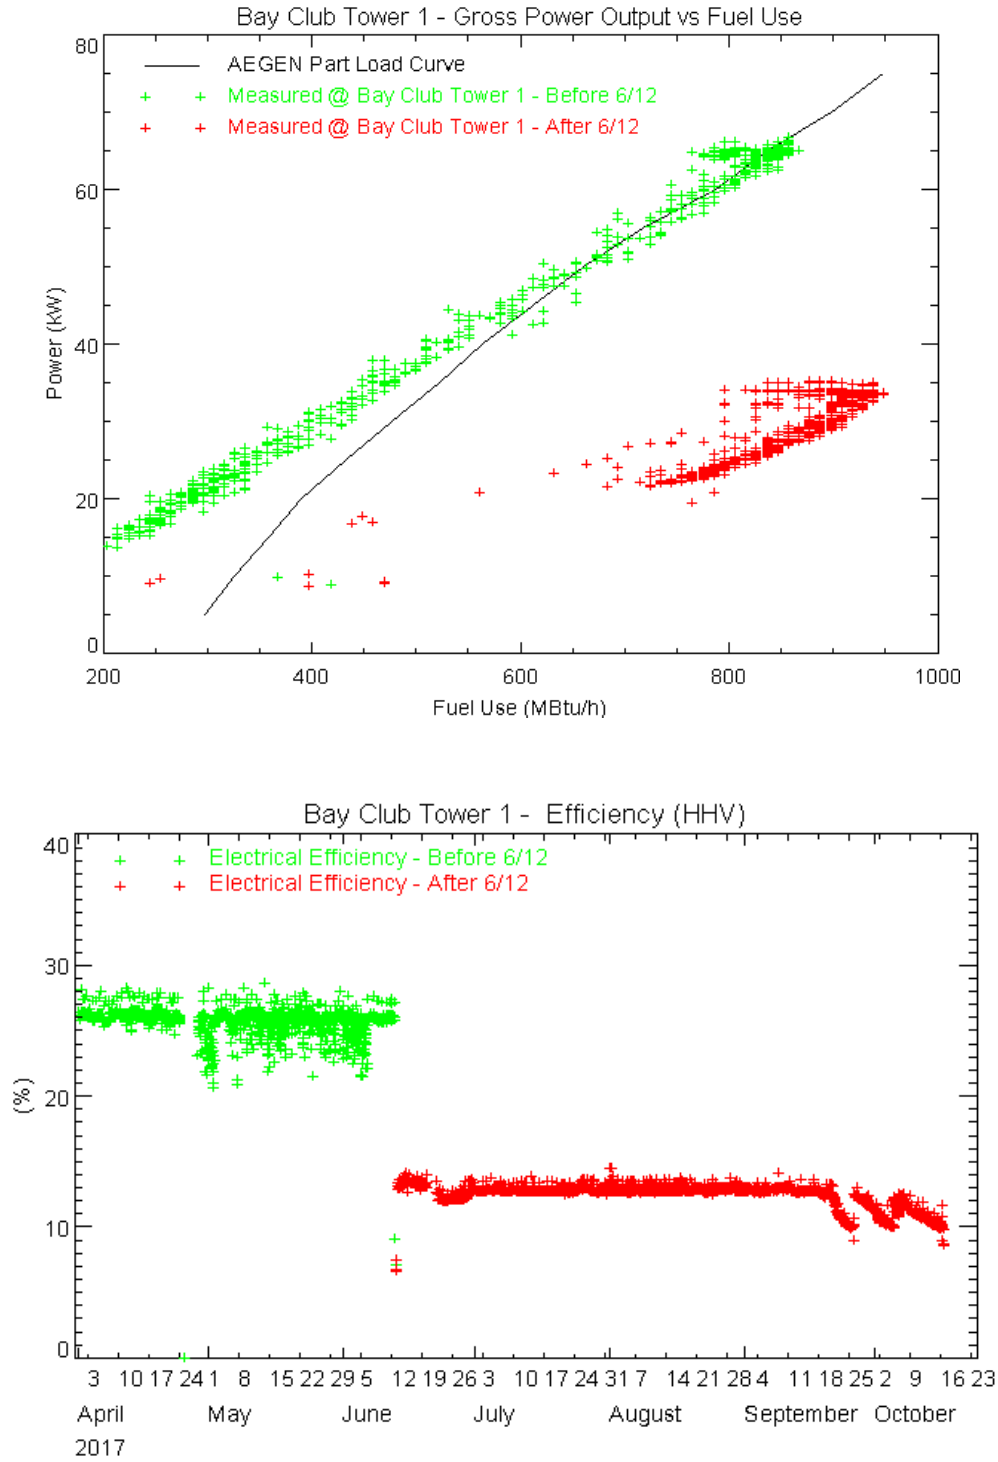 Bay Club Tower 1 - Gross Power Output vs Fuel Use
80
AEGEN Part Load Curve
Measured @ Bay Club Tower 1 - Before 6/12
Measured @ Bay Club Tower 1 - After 6/12
60
Power (kW)
40
20
0
200 400 600 800 1000
Fuel Use (MBtu/h)
Bay Club Tower 1 - Efficiency (HHV)
40
Electrical Efficiency - Before 6/12
Electrical Efficiency - After 6/12
30
(%)
20
10
0
3 10 17 24 1 8 15 22 29 5 12 19 26 3 10 17 24 31 7 14 21 28 4 11 18 25 2 9 16 23
April May June July August September October
2017